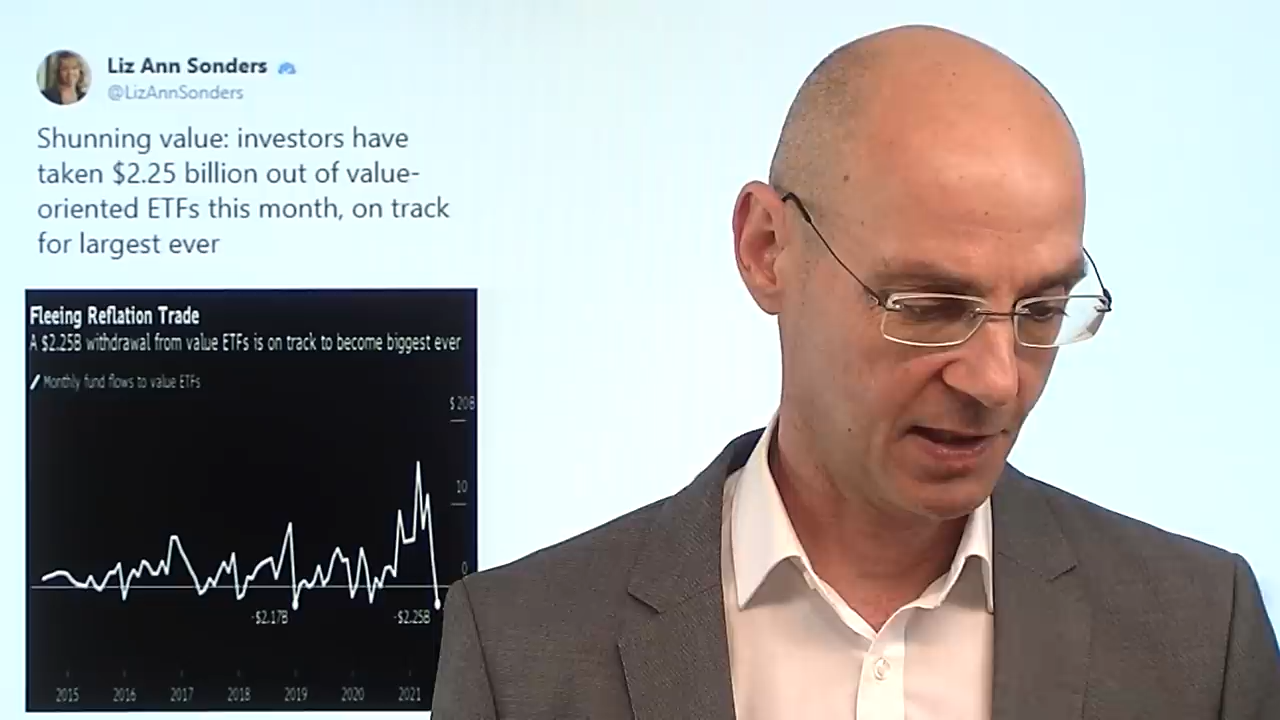 Liz Ann Sonders
@LizAnnSonders
Shunning value: investors have
taken $2.25 billion out of value-
oriented ETFs this month, on track
for largest ever
Fleeing Reflation Trade
A $2.25B withdrawal from value ETFs is on track to become biggest ever
Monthly fund flows to value ETFs
$20B
10
0
-$2.17B
-$2.25B
2015 2016 2017 2018 2019 2020 2021